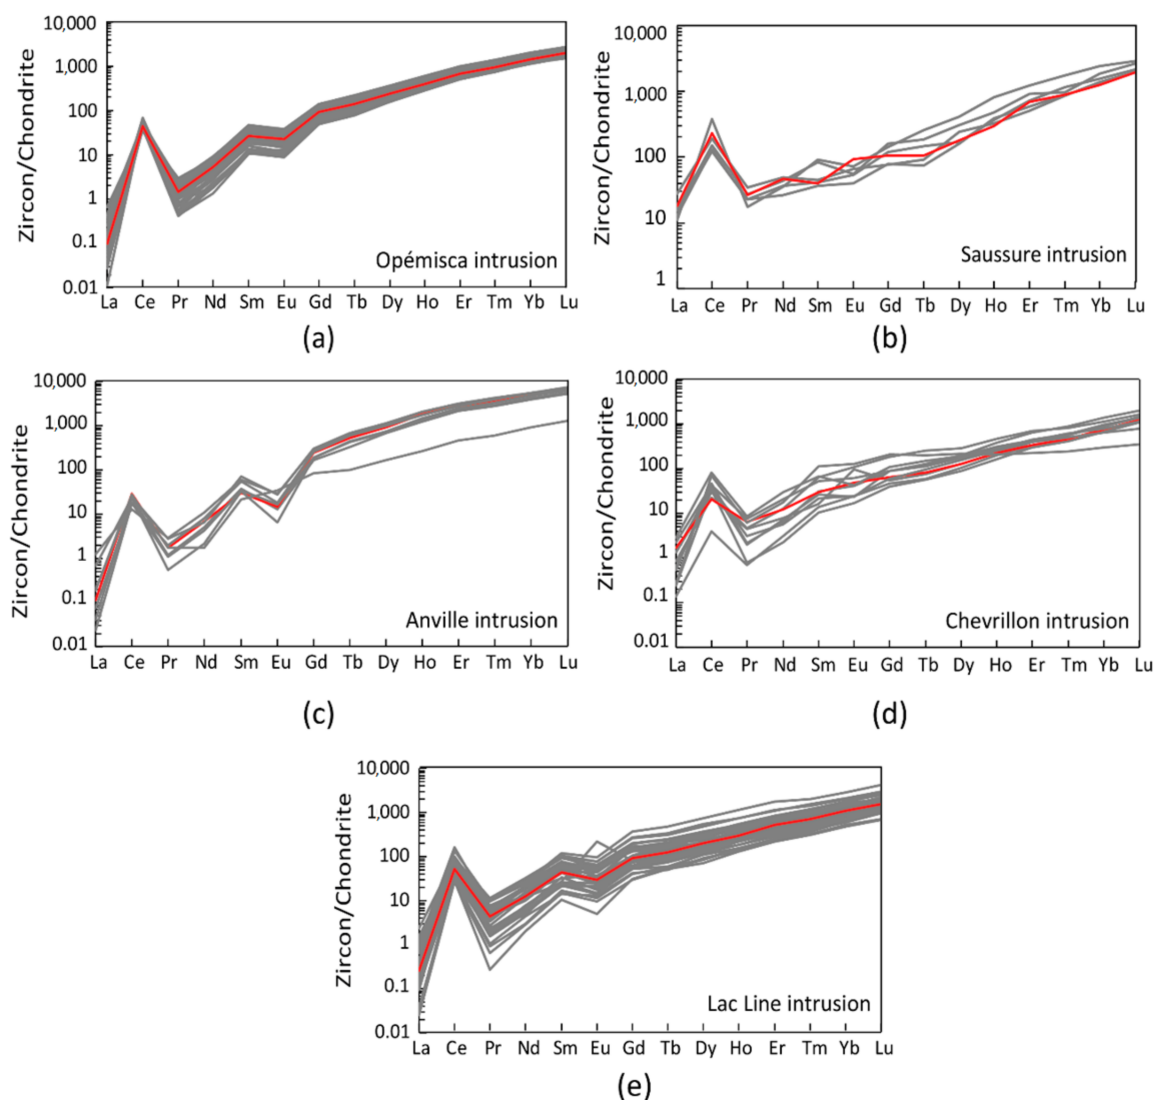 Zircon/Chondrite
10,000
1,000
100
10
1
0.1
0.01
Opémisca intrusion
La Ce Pr Nd Sm Eu Gd Tb Dy Ho Er Tm Yb Lu
(a)
Zircon/Chondrite
10,000
1,000
100
10
1
Saussure intrusion
La Ce Pr Nd Sm Eu Gd Tb Dy Ho Er Tm Yb Lu
(b)
Zircon/Chondrite
10,000
1,000
100
10
1
0.1
0.01
Anville intrusion
La Ce Pr Nd Sm Eu Gd Tb Dy Ho Er Tm Yb Lu
(c)
Zircon/Chondrite
10,000
1,000
100
10
1
0.1
0.01
Chevrillon intrusion
La Ce Pr Nd Sm Eu Gd Tb Dy Ho Er Tm Yb Lu
(d)
Zircon/Chondrite
10,000
1,000
100
10
1
0.1
0.01
Lac Line intrusion
La Ce Pr Nd Sm Eu Gd Tb Dy Ho Er Tm Yb Lu
(e)